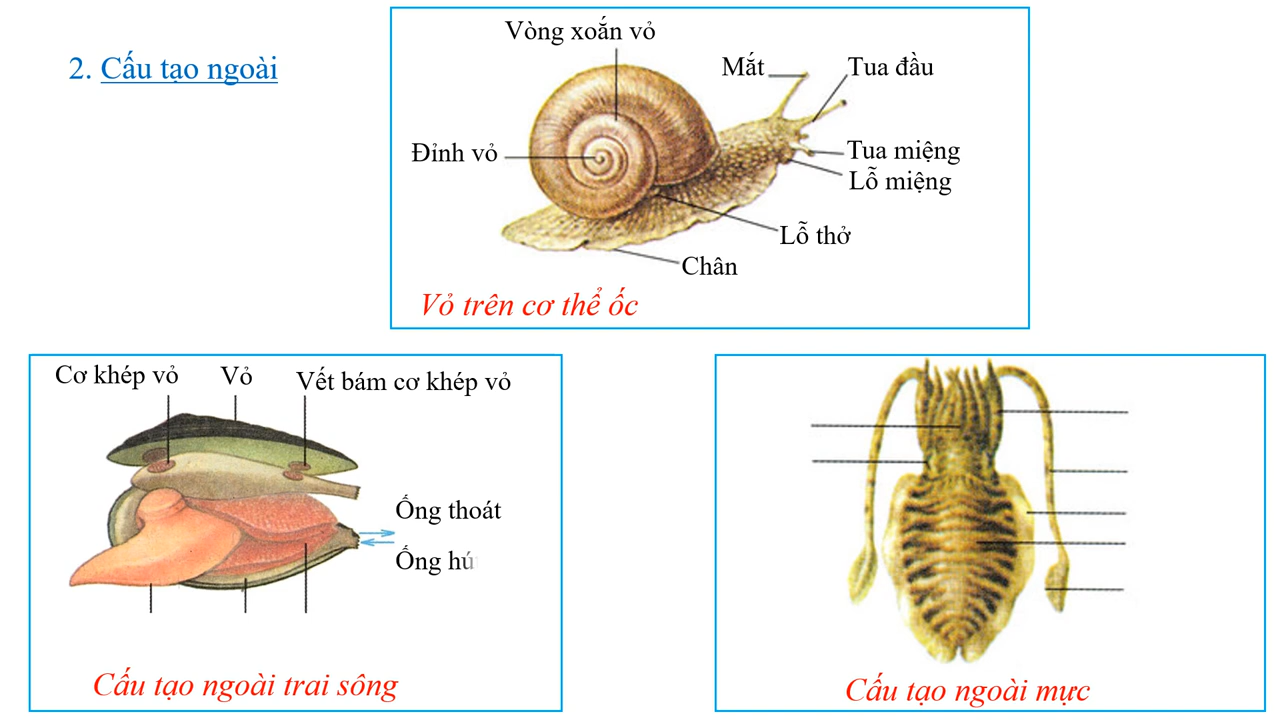 2. Cấu tạo ngoài
Vòng xoắn vỏ
Mắt
Tua đầu
Đỉnh vỏ
Tua miệng
Lỗ miệng
Lỗ thở
Chân
Vỏ trên cơ thể ốc
Cơ khép vỏ
Vỏ
Vết bám cơ khép vỏ
Ống thoát
Ống
Cấu tạo ngoài trai sông
Cấu tạo ngoài mực